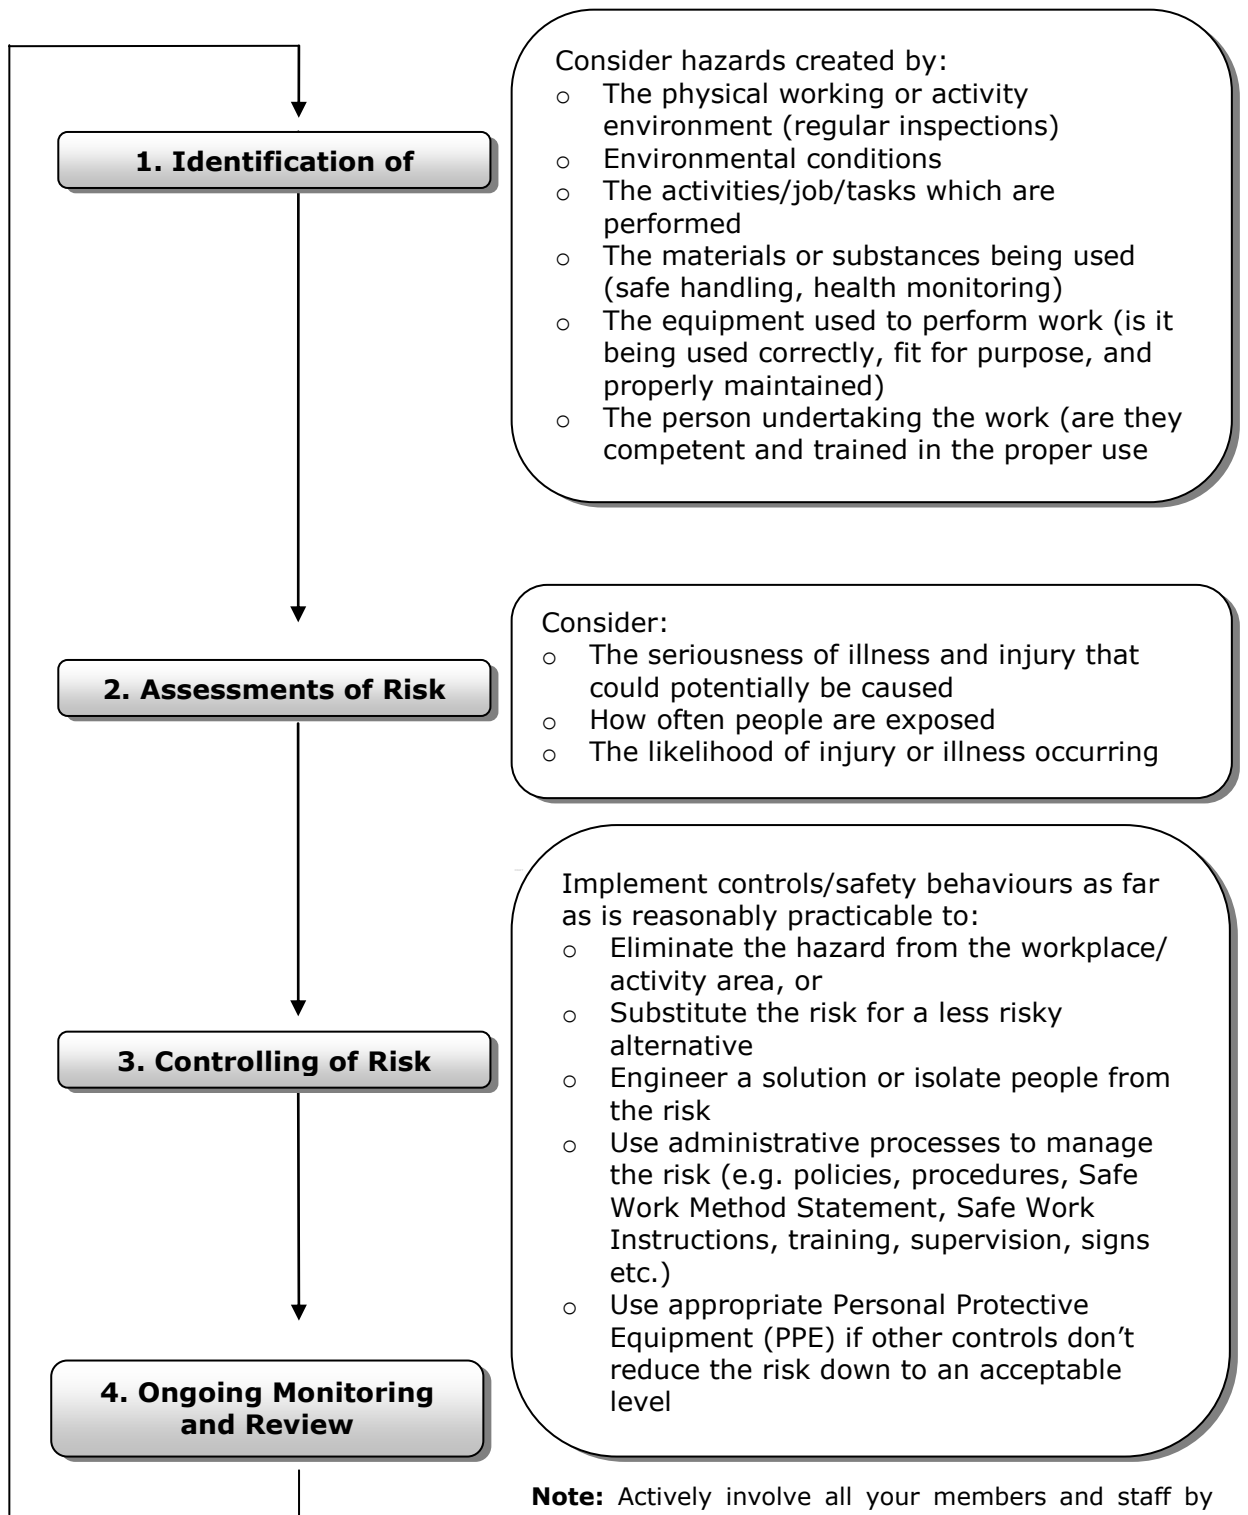 1. Identification of
Consider hazards created by:
o The physical working or activity
environment (regular inspections)
o Environmental conditions
o The activities/job/tasks which are
performed
o The materials or substances being used
(safe handling, health monitoring)
o The equipment used to perform work (is it
being used correctly, fit for purpose, and
properly maintained)
o The person undertaking the work (are they
competent and trained in the proper use
2. Assessments of Risk
Consider:
o The seriousness of illness and injury that
could potentially be caused
o How often people are exposed
o The likelihood of injury or illness occurring
3. Controlling of Risk
Implement controls/safety behaviours as far
as is reasonably practicable to:
o Eliminate the hazard from the workplace/
activity area, or
o Substitute the risk for a less risky
alternative
o Engineer a solution or isolate people from
the risk
o Use administrative processes to manage
the risk (e.g. policies, procedures, Safe
Work Method Statement, Safe Work
Instructions, training, supervision, signs
etc.)
o Use appropriate Personal Protective
Equipment (PPE) if other controls don’t
reduce the risk down to an acceptable
level
4. Ongoing Monitoring
and Review
Note: Actively involve all your members and staff by